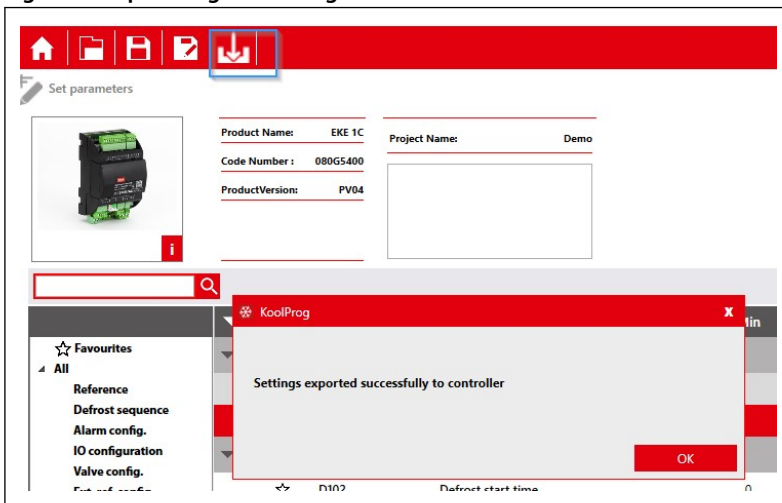 Set parameters
Product Name: EKE 1C
Code Number : 080G5400
ProductVersion: PV04
Project Name: Demo
i
KoolProg X
Settings exported successfully to controller
OK
Favourites
All
Reference
Defrost sequence
Alarm config.
IO configuration
Valve config.
D102 Defrost start time 0